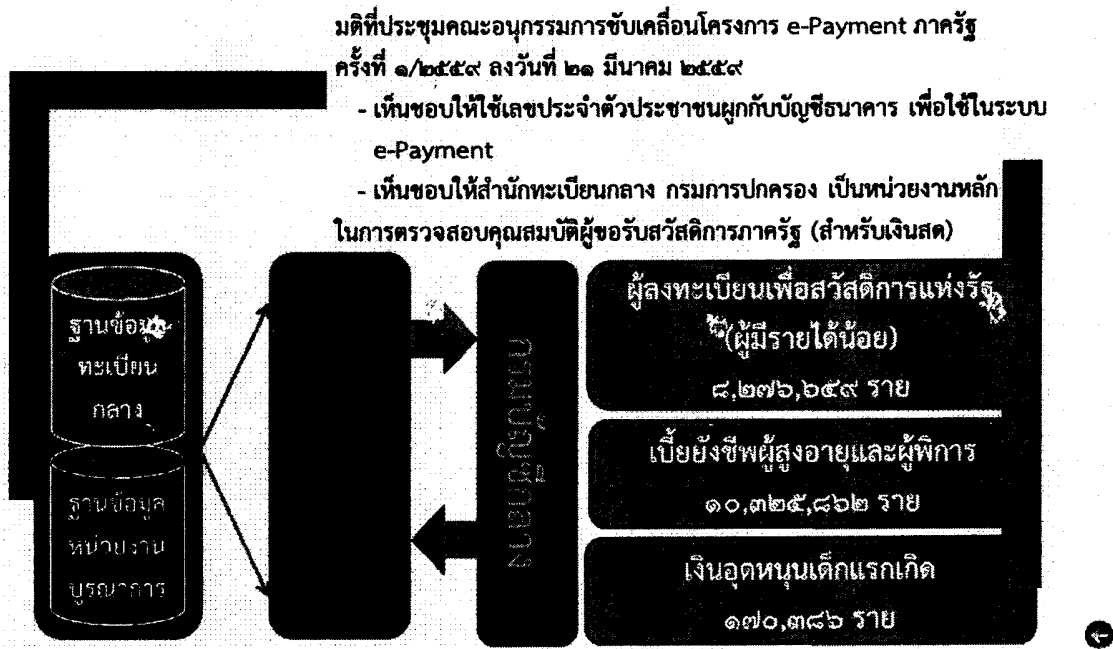 มติที่ประชุมคณะอนุกรรมการขับเคลื่อนโครงการ e-Payment ภาครัฐ
ครั้งที่ ๑/๒๕๕๙ ลงวันที่ ๒๑ มีนาคม ๒๕๕๙
- เห็นชอบให้ใช้เลขประจำตัวประชาชนผูกกับบัญชีธนาคาร เพื่อใช้ในระบบ
e-Payment
- เห็นชอบให้สำนักทะเบียนกลาง กรมการปกครอง เป็นหน่วยงานหลัก
ในการตรวจสอบคุณสมบัติผู้ขอรับสวัสดิการภาครัฐ (สำหรับเงินสด)
ฐานข้อมูล
ทะเบียน
กลาง
ฐานข้อมูล
หน่วยงาน
บูรณาการ
กรมบัญชีกลาง
ผู้ลงทะเบียนเพื่อสวัสดิการแห่งรัฐ
(ผู้มีรายได้น้อย)
๘,๒๗๖,๖๔๙ ราย
เบี้ยยังชีพผู้สูงอายุและผู้พิการ
๑๐,๓๒๕,๘๖๒ ราย
เงินอุดหนุนเด็กแรกเกิด
๑๗๐,๓๘๖ ราย